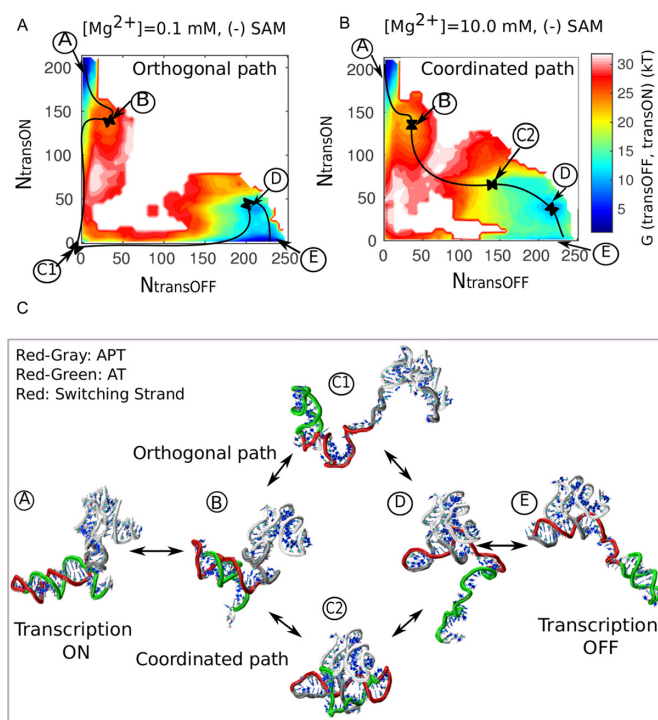 A
[Mg²⁺]=0.1 mM, (-) SAM
Orthogonal path
A
B
C1
D
E
200
150
100
50
0
0 50 100 150 200 250
NtransON
NtransOFF
B
[Mg²⁺]=10.0 mM, (-) SAM
Coordinated path
A
B
C2
D
E
200
150
100
50
0
0 50 100 150 200 250
NtransON
NtransOFF
30
25
20
15
10
5
G (transOFF, transON) (kT)
C
Red-Gray: APT
Red-Green: AT
Red: Switching Strand
C1
Orthogonal path
A
B
D
E
C2
Transcription
ON
Coordinated path
Transcription
OFF